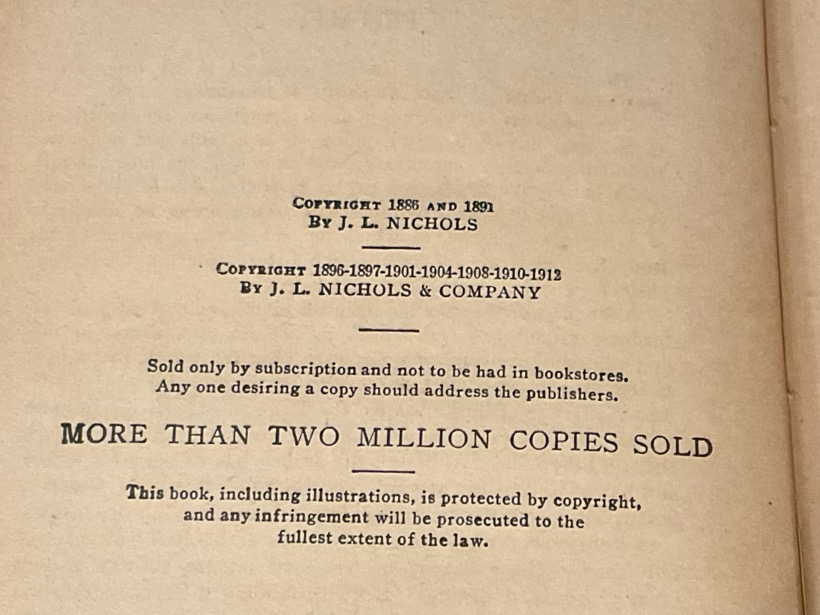 COPYRIGHT 1886 AND 1891
BY J. L. NICHOLS
COPYRIGHT 1896-1897-1901-1904-1908-1910-1912
BY J. L. NICHOLS & COMPANY
Sold only by subscription and not to be had in bookstores.
Any one desiring a copy should address the publishers.
MORE THAN TWO MILLION COPIES SOLD
This book, including illustrations, is protected by copyright,
and any infringement will be prosecuted to the
fullest extent of the law.